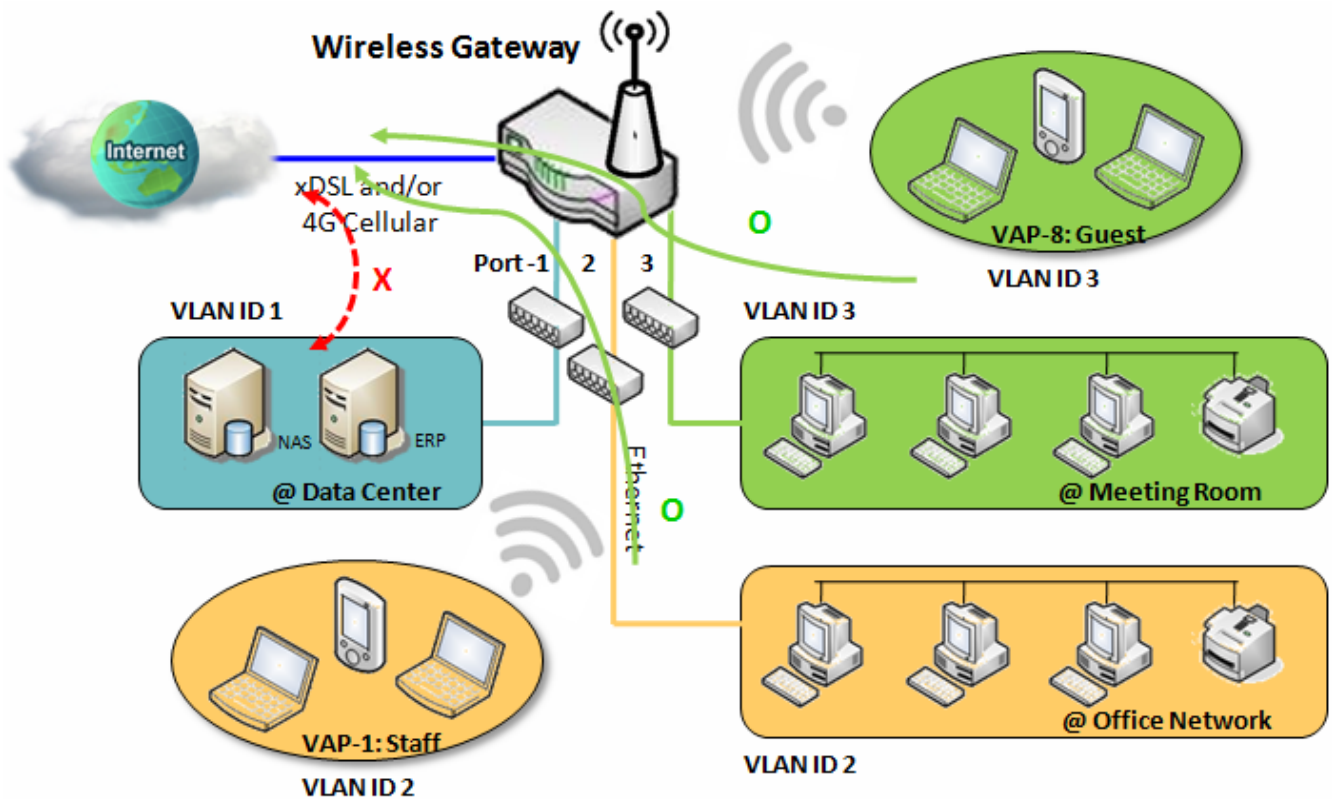 Wireless Gateway
Internet
xDSL and/or
4G Cellular
O
VAP-8: Guest
VLAN ID 3
Port -1
2
3
X
VLAN ID 1
VLAN ID 3
NAS
ERP
@ Data Center
@ Meeting Room
Ethernet
O
VAP-1: Staff
VLAN ID 2
@ Office Network
VLAN ID 2